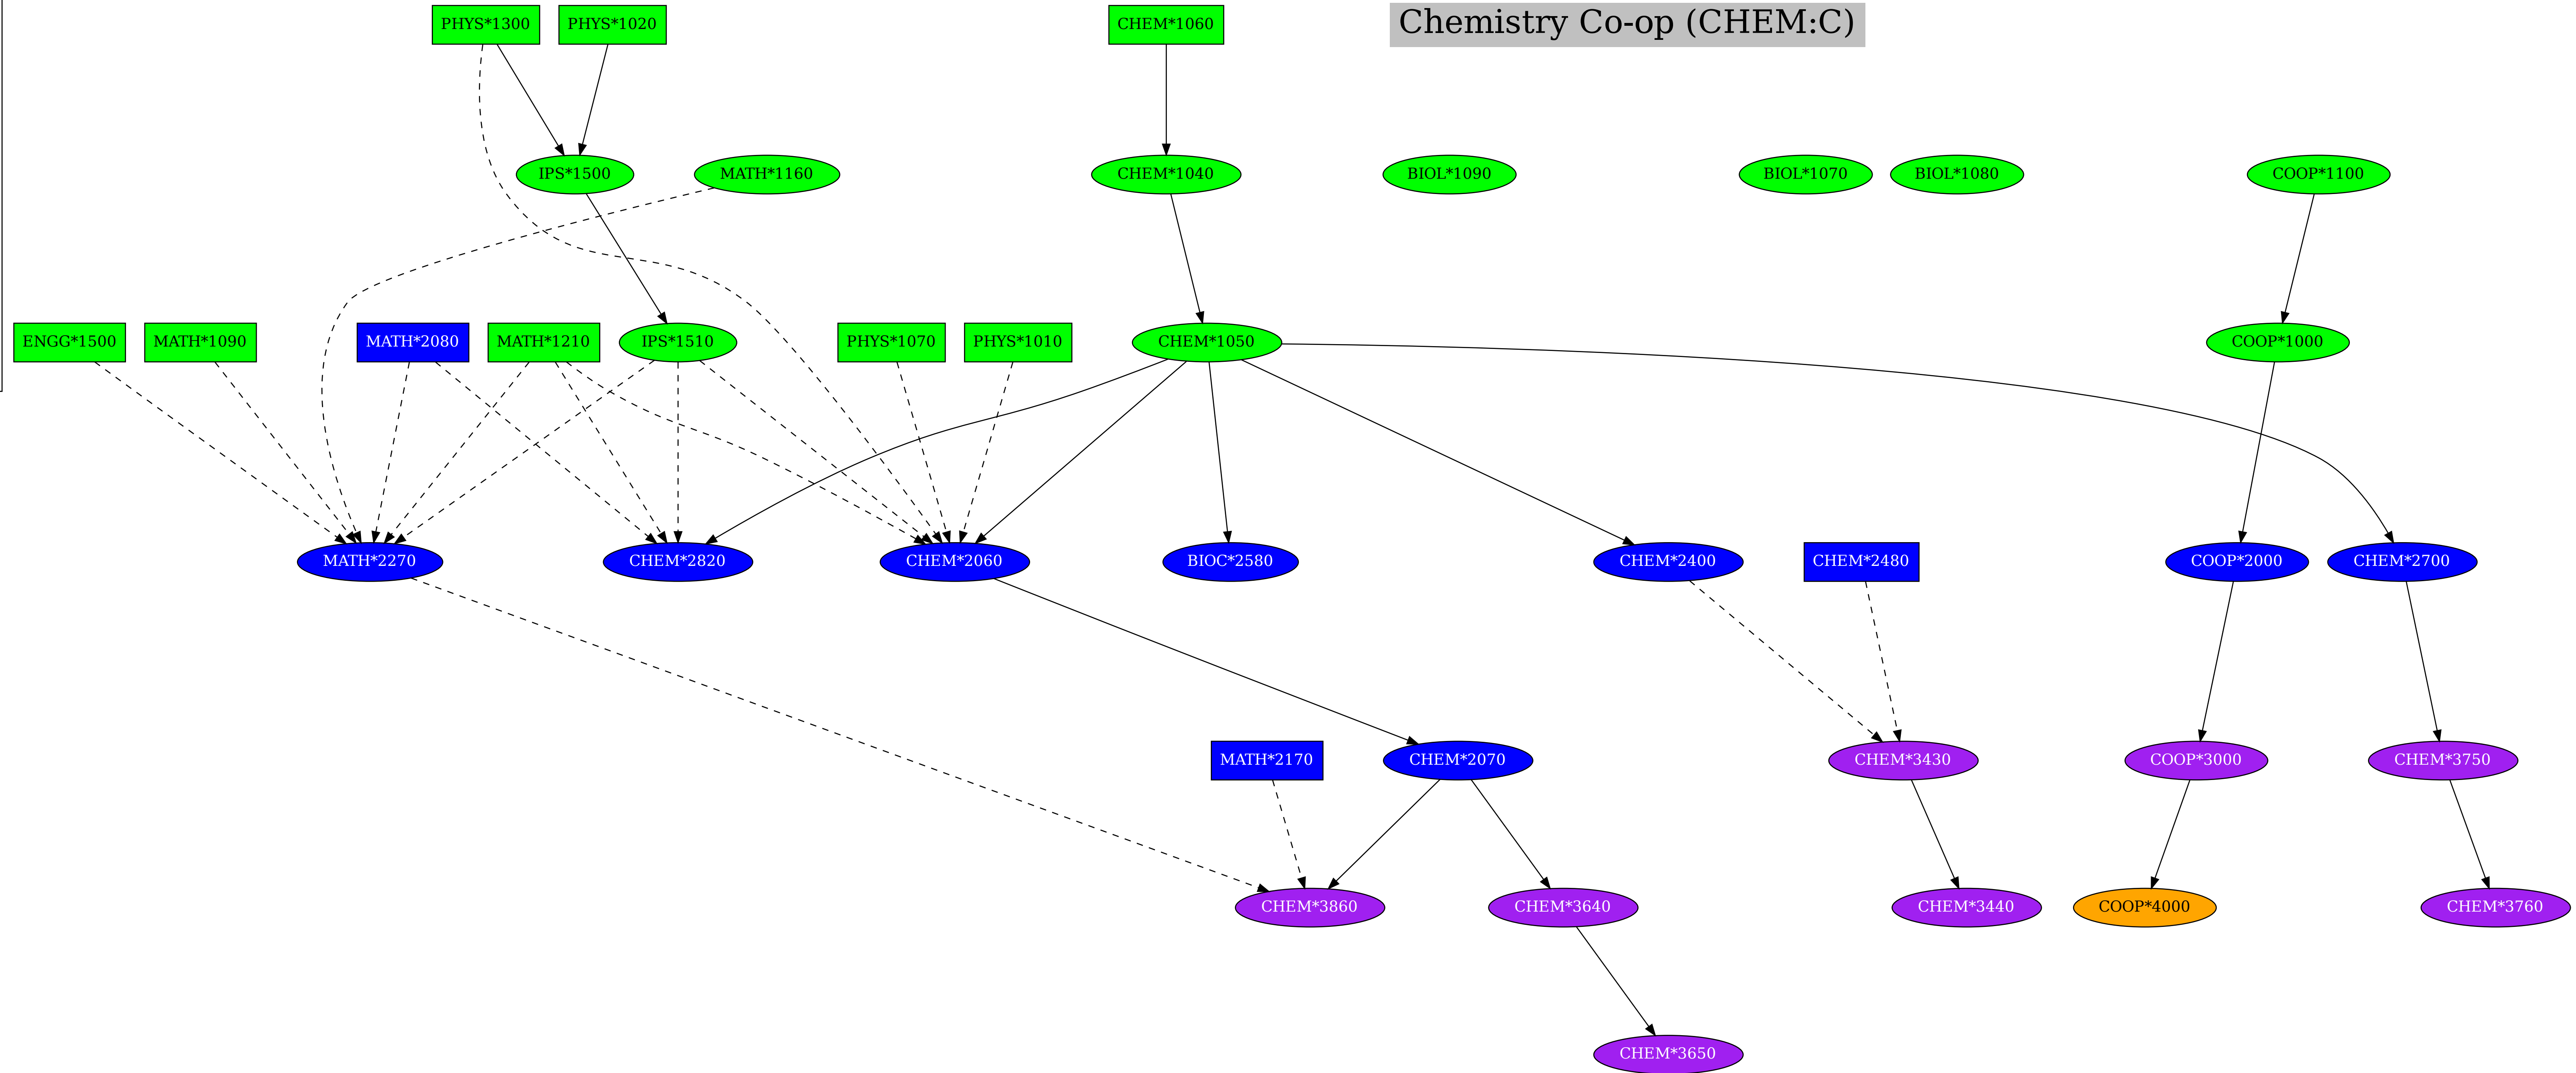 PHYS*1300
PHYS*1020
CHEM*1060
Chemistry Co-op (CHEM:C)
IPS*1500
MATH*1160
CHEM*1040
BIOL*1090
BIOL*1070
BIOL*1080
COOP*1100
ENGG*1500
MATH*1090
MATH*2080
MATH*1210
IPS*1510
PHYS*1070
PHYS*1010
CHEM*1050
COOP*1000
MATH*2270
CHEM*2820
CHEM*2060
BIOC*2580
CHEM*2400
CHEM*2480
COOP*2000
CHEM*2700
MATH*2170
CHEM*2070
CHEM*3430
COOP*3000
CHEM*3750
CHEM*3860
CHEM*3640
CHEM*3440
COOP*4000
CHEM*3760
CHEM*3650